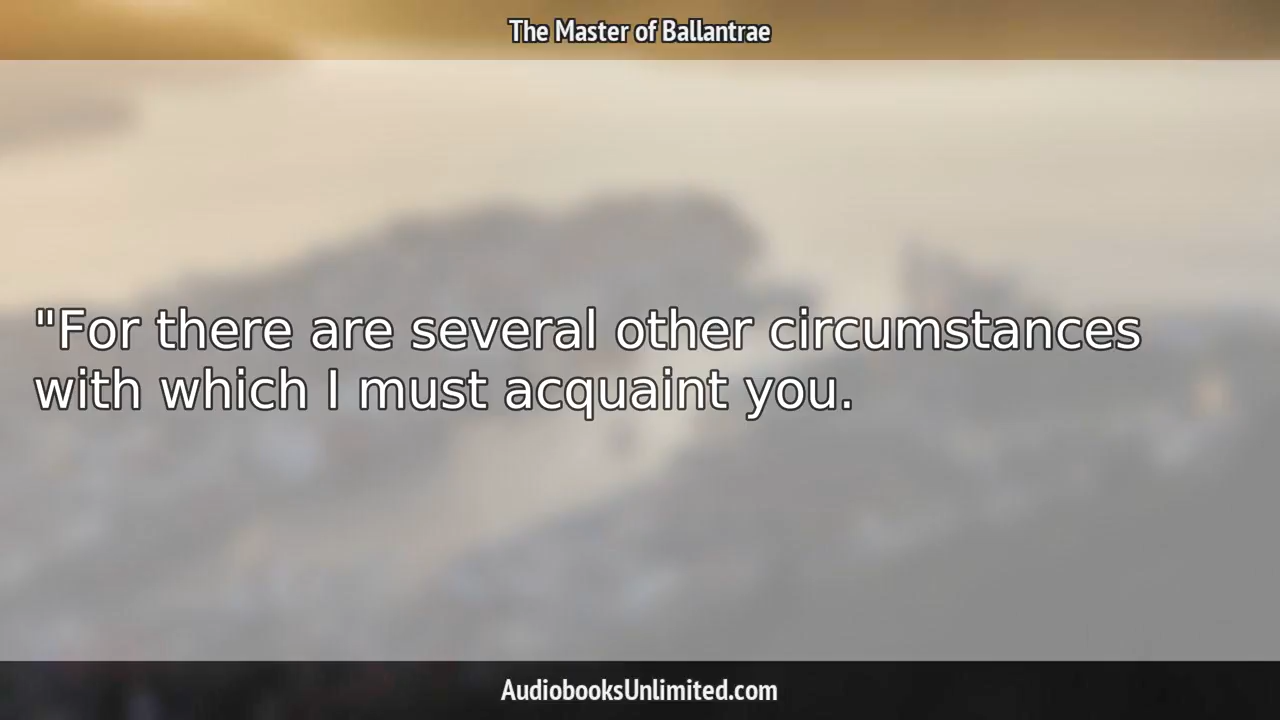 The Master of Ballantrae
"For there are several other circumstances
with which I must acquaint you.
AudiobooksUnlimited.com